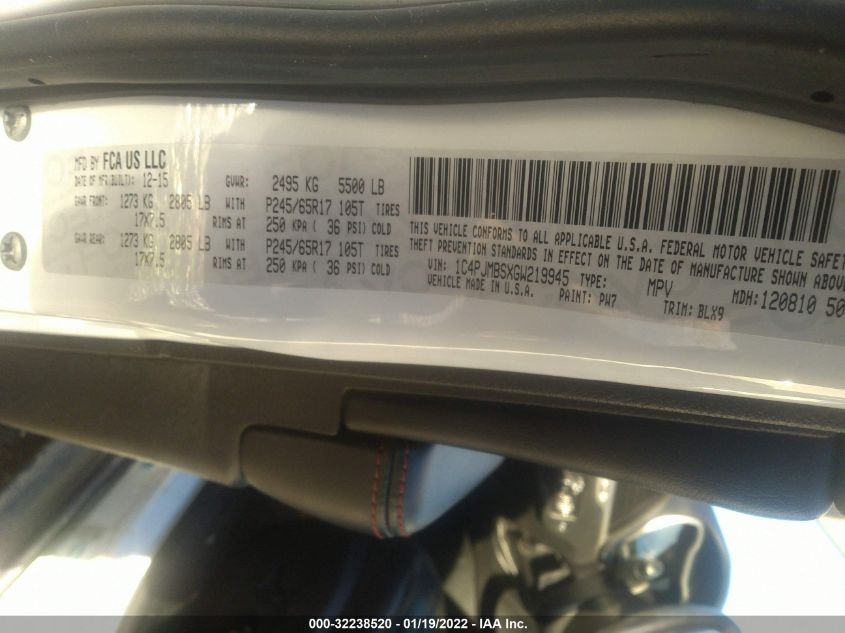 MFD BY FCA US LLC
DATE OF MFR.(BUILT): 12-15 GVWR: 2495 KG 5500 LB
GAWR FRONT: 1273 KG 2805 LB WITH P245/65R17 105T TIRES
17X7.5 RIMS AT 250 KPA ( 36 PSI) COLD
GAWR REAR: 1273 KG 2805 LB WITH P245/65R17 105T TIRES
17X7.5 RIMS AT 250 KPA ( 36 PSI) COLD
THIS VEHICLE CONFORMS TO ALL APPLICABLE U.S.A. FEDERAL MOTOR VEHICLE SAFET
THEFT PREVENTION STANDARDS IN EFFECT ON THE DATE OF MANUFACTURE SHOWN ABOVE
VIN: 1C4PJMBSXGW219945 TYPE: MPV MDH:120810 50
VEHICLE MADE IN U.S.A. PAINT: PW7 TRIM: BLX9
000-32238520 - 01/19/2022 - IAA Inc.